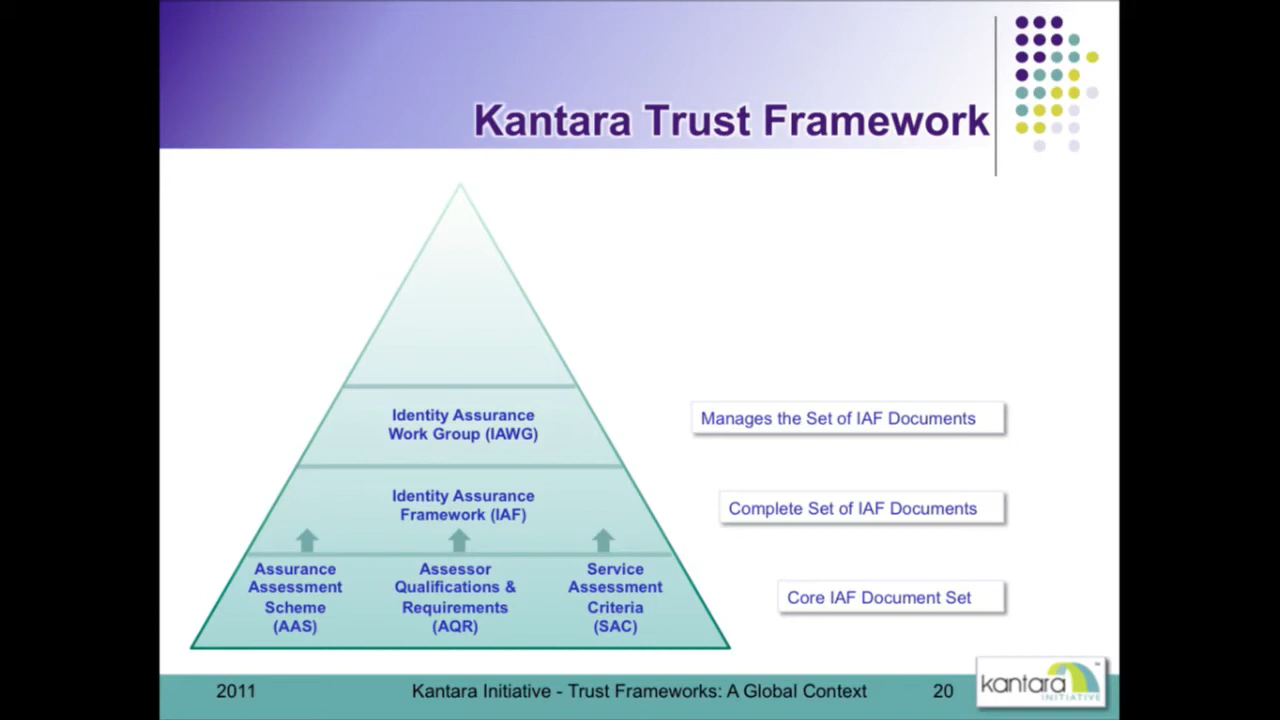 Kantara Trust Framework
Identity Assurance
Work Group (IAWG)
Manages the Set of IAF Documents
Identity Assurance
Framework (IAF)
Complete Set of IAF Documents
Assurance
Assessment
Scheme
(AAS)
Assessor
Qualifications &
Requirements
(AQR)
Service
Assessment
Criteria
(SAC)
Core IAF Document Set
2011
Kantara Initiative - Trust Frameworks: A Global Context
20
kantara
INITIATIVE
™